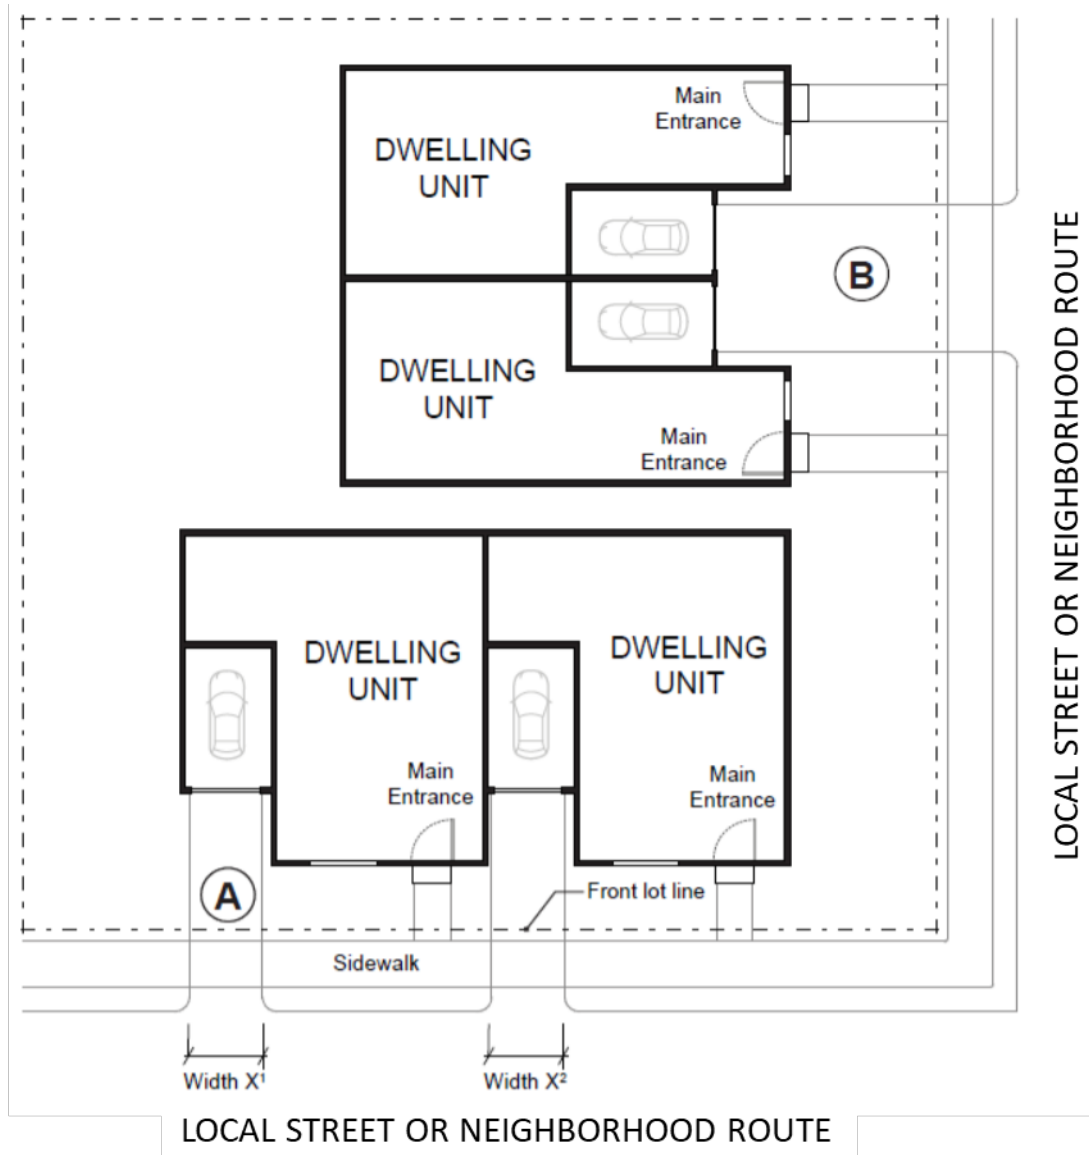 Main
Entrance
DWELLING
UNIT
B
DWELLING
UNIT
Main
Entrance
LOCAL STREET OR NEIGHBORHOOD ROUTE
DWELLING
UNIT
DWELLING
UNIT
Main
Entrance
Main
Entrance
A
Front lot line
Sidewalk
Width X¹
Width X²
LOCAL STREET OR NEIGHBORHOOD ROUTE